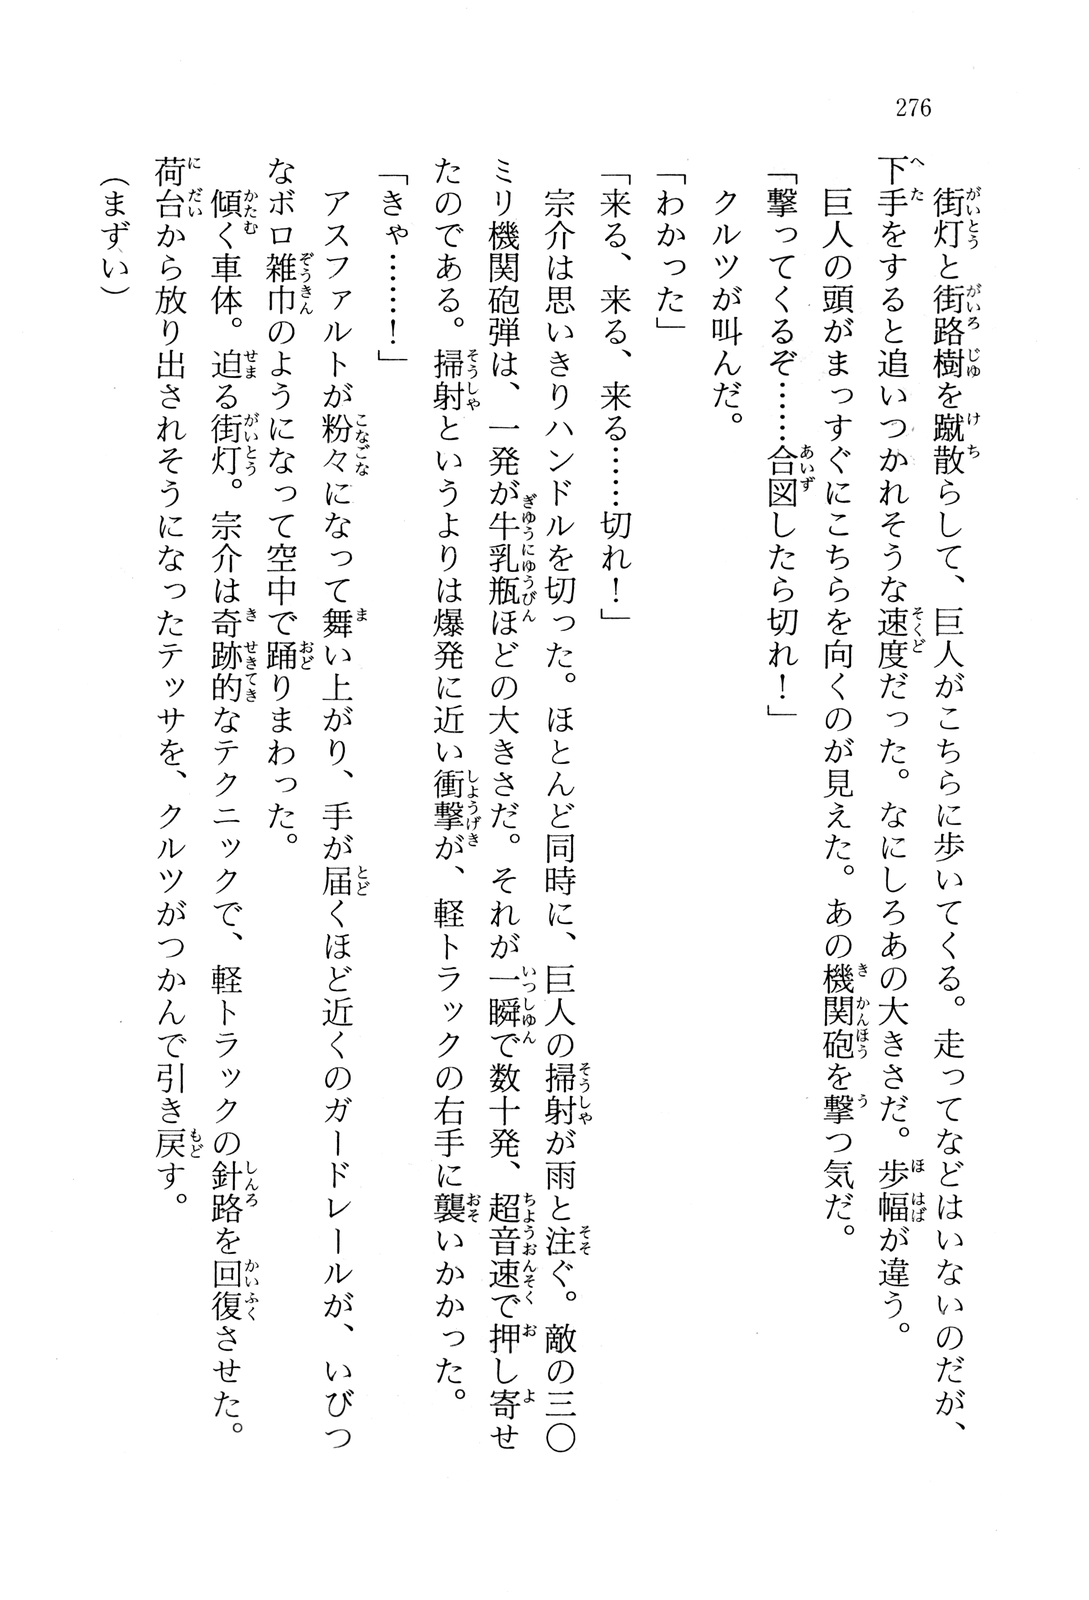 276
街灯と街路樹を蹴散らして、巨人がこちらに歩いてくる。走ってなどはいないのだが、
下手をすると追いつかれそうな速度だった。なにしろあの大きさだ。歩幅が違う。
巨人の頭がまっすぐにこちらを向くのが見えた。あの機関砲を撃つ気だ。
「撃ってくるぞ……合図したら切れ！」
クルツが叫んだ。
「わかった」
「来る、来る、来る……切れ！」
宗介は思いきりハンドルを切った。ほとんど同時に、巨人の掃射が雨と注ぐ。敵の三〇
ミリ機関砲弾は、一発が牛乳瓶ほどの大きさだ。それが一瞬で数十発、超音速で押し寄せ
たのである。掃射というよりは爆発に近い衝撃が、軽トラックの右手に襲いかかった。
「きゃ……！」
アスファルトが粉々になって舞い上がり、手が届くほど近くのガードレールが、いびつ
なボロ雑巾のようになって空中で踊りまわった。
傾く車体。迫る街灯。宗介は奇跡的なテクニックで、軽トラックの針路を回復させた。
荷台から放り出されそうになったテッサを、クルツがつかんで引き戻す。
（まずい）